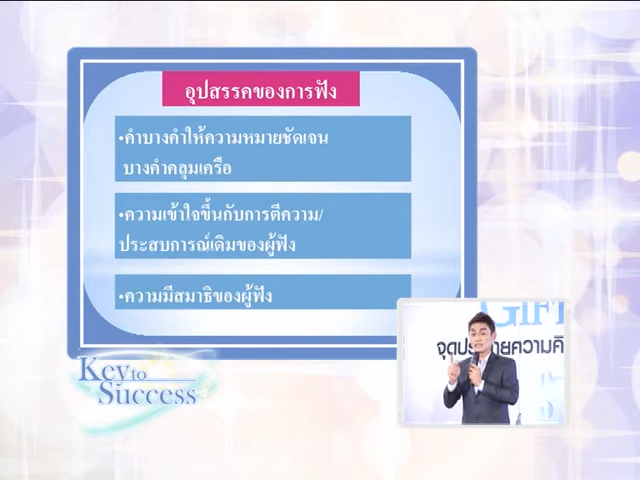 อุปสรรคของการฟัง
•คำบางคำให้ความหมายชัดเจน
บางคำคลุมเครือ
•ความเข้าใจขึ้นกับการตีความ/
ประสบการณ์เดิมของผู้ฟัง
•ความมีสมาธิของผู้ฟัง
Key to
Success
GIFT